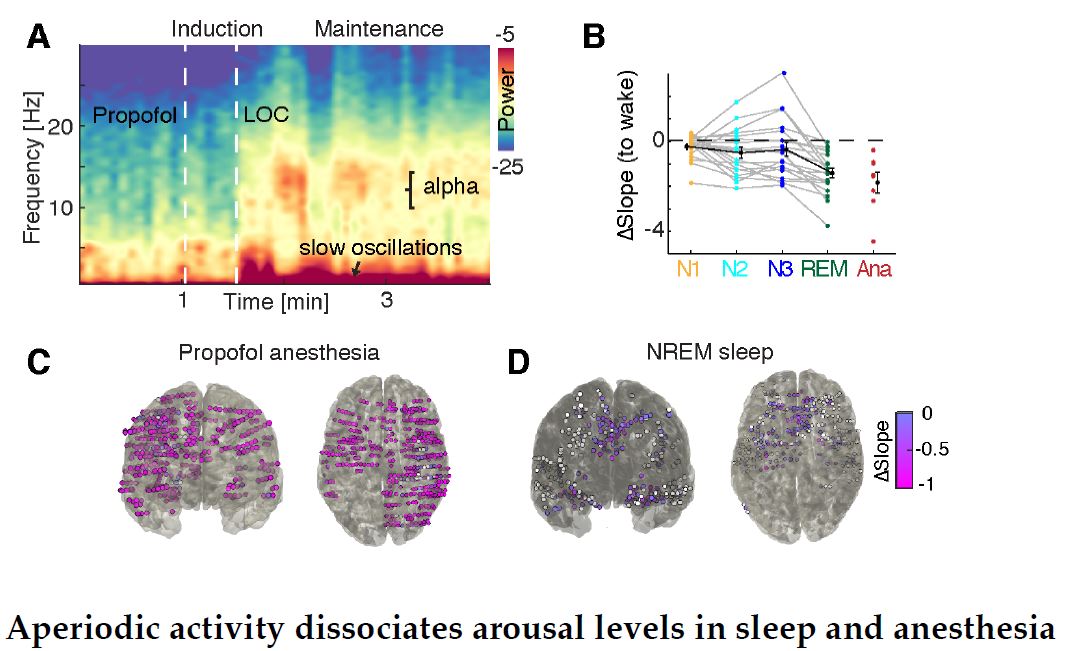 A
Induction
Maintenance
-5
Power
-25
Propofol
LOC
alpha
slow oscillations
Frequency [Hz]
20
10
1
Time [min]
3
B
ΔSlope (to wake)
0
-4
N1
N2
N3
REM
Ana
C
Propofol anesthesia
D
NREM sleep
ΔSlope
0
-0.5
-1
Aperiodic activity dissociates arousal levels in sleep and anesthesia